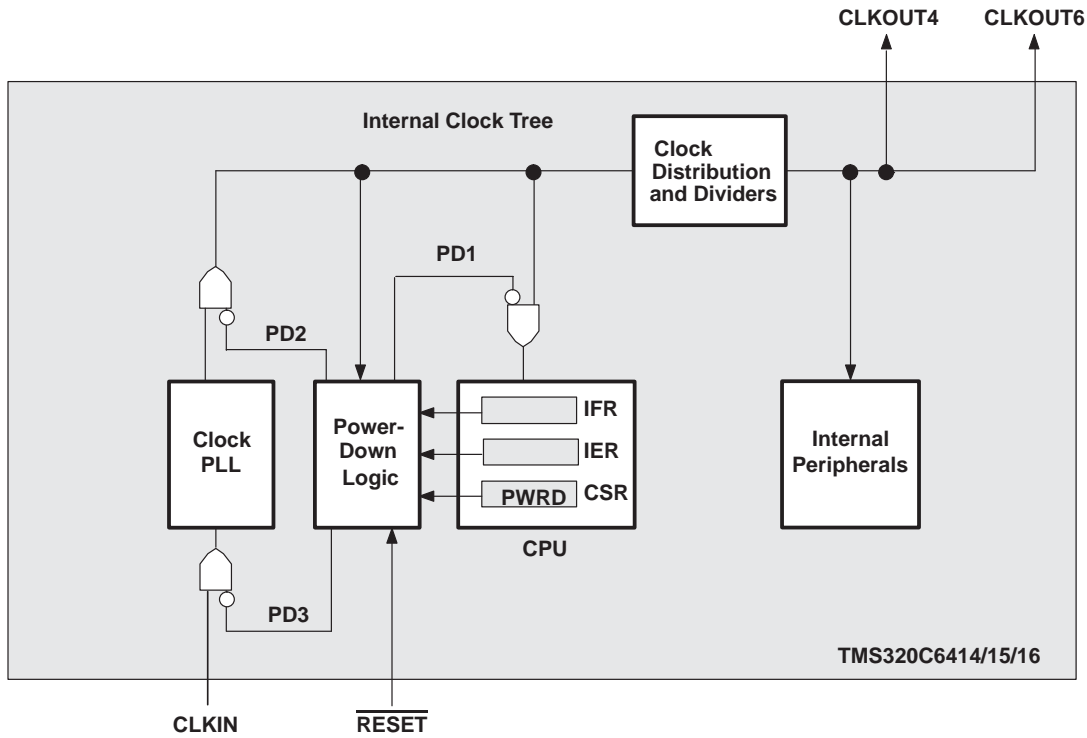 CLKOUT4 CLKOUT6
Internal Clock Tree
Clock
Distribution
and Dividers
PD1
PD2
Clock
PLL
Power-
Down
Logic
IFR
IER
PWRD CSR
CPU
Internal
Peripherals
PD3
TMS320C6414/15/16
CLKIN
RESET